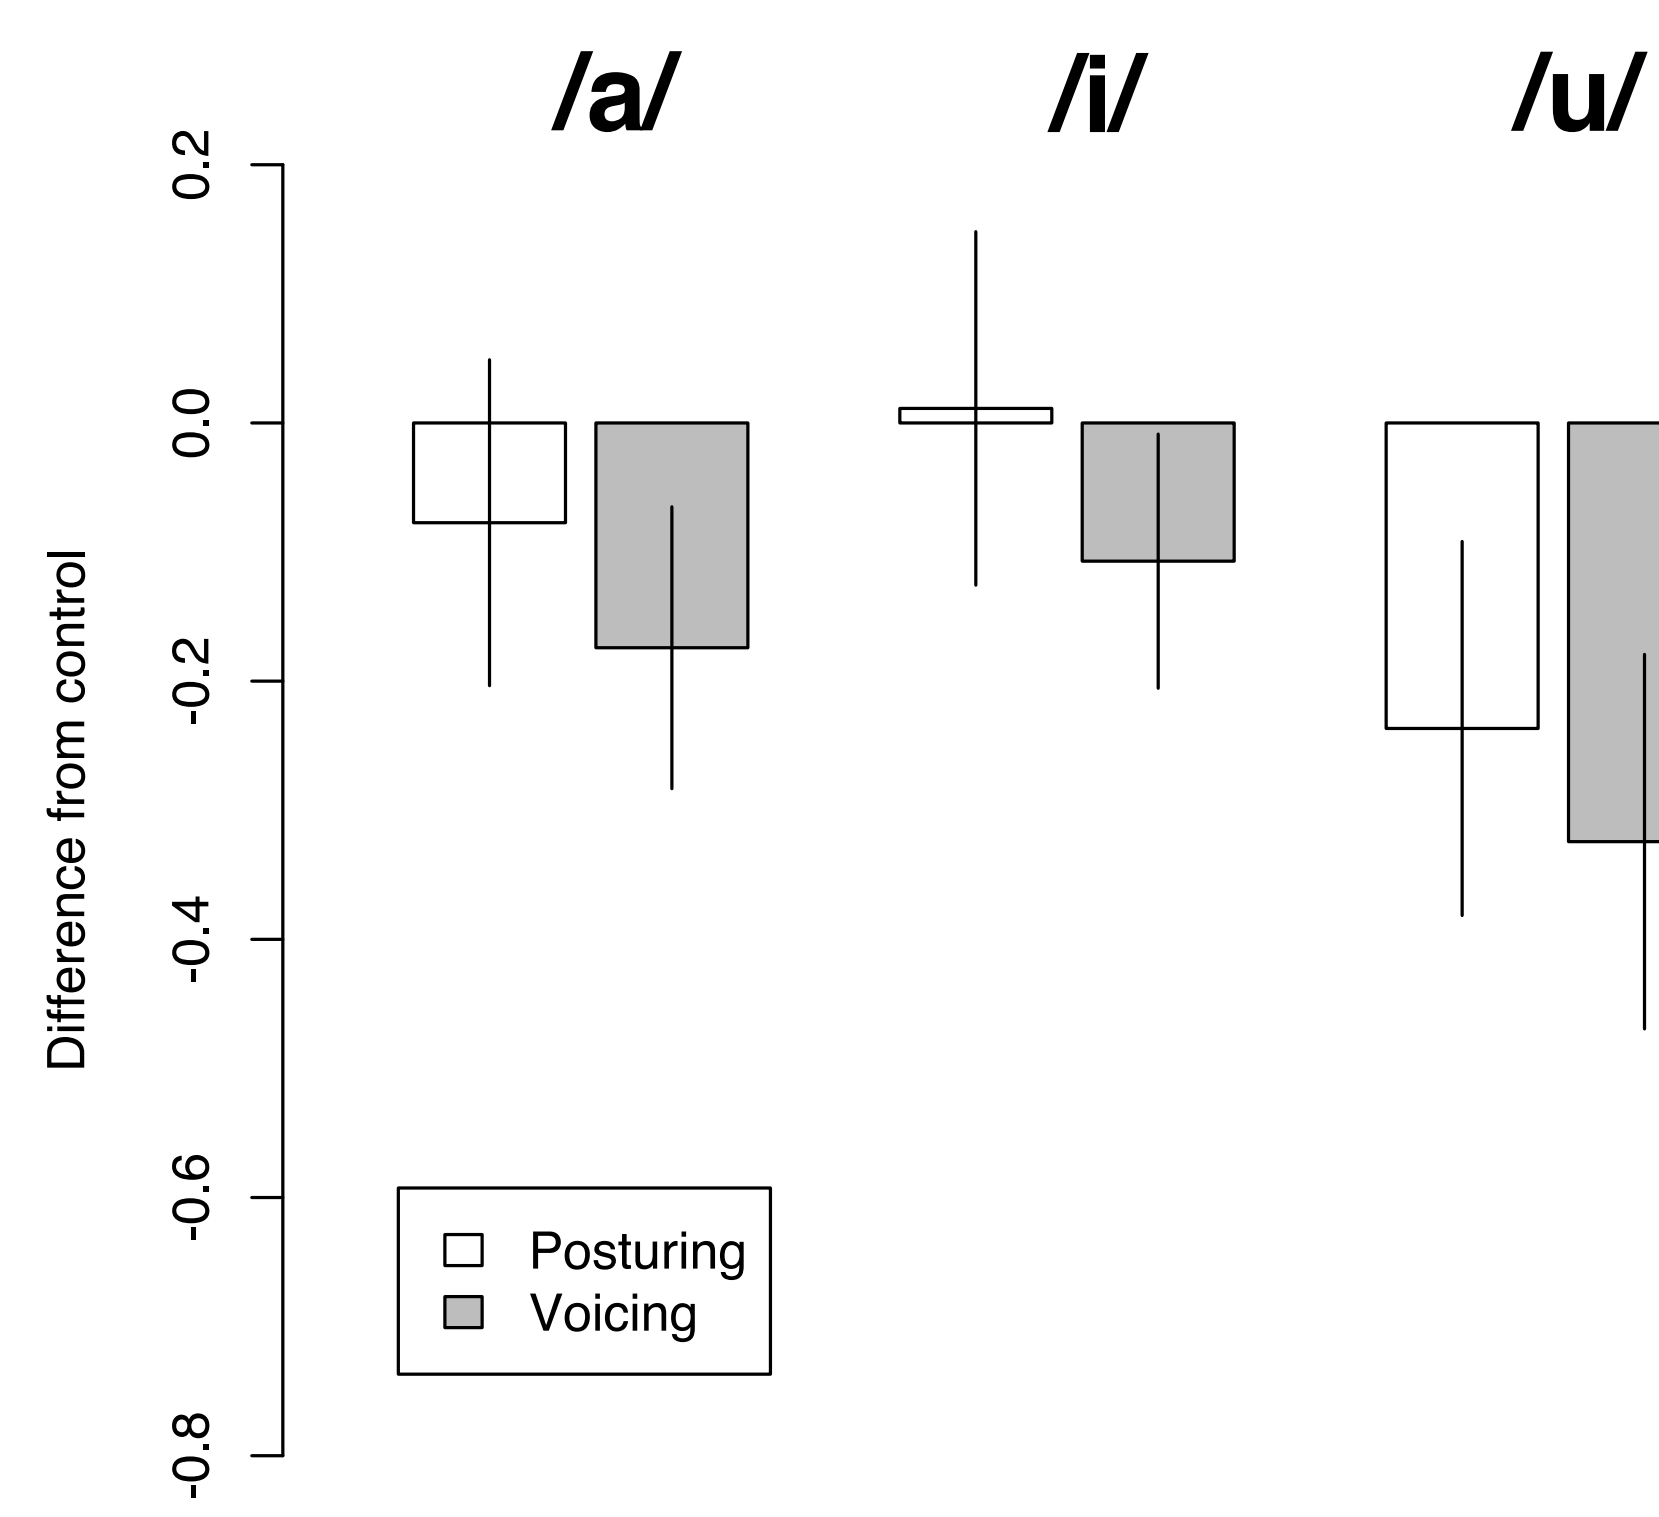 /a/ /i/ /u/
0.2
0.0
-0.2
-0.4
-0.6
-0.8
Difference from control
Posturing
Voicing